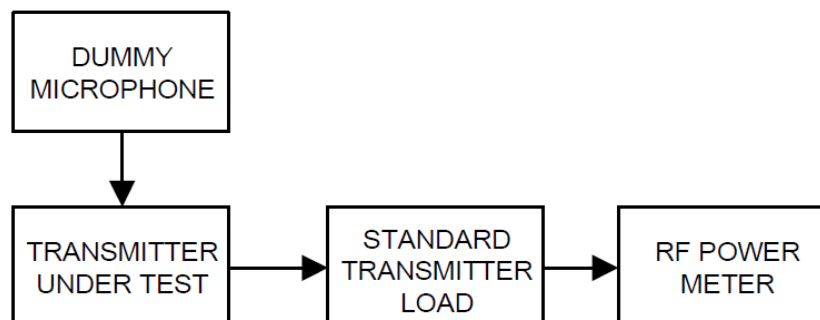 DUMMY
MICROPHONE
TRANSMITTER
UNDER TEST
STANDARD
TRANSMITTER
LOAD
RF POWER
METER